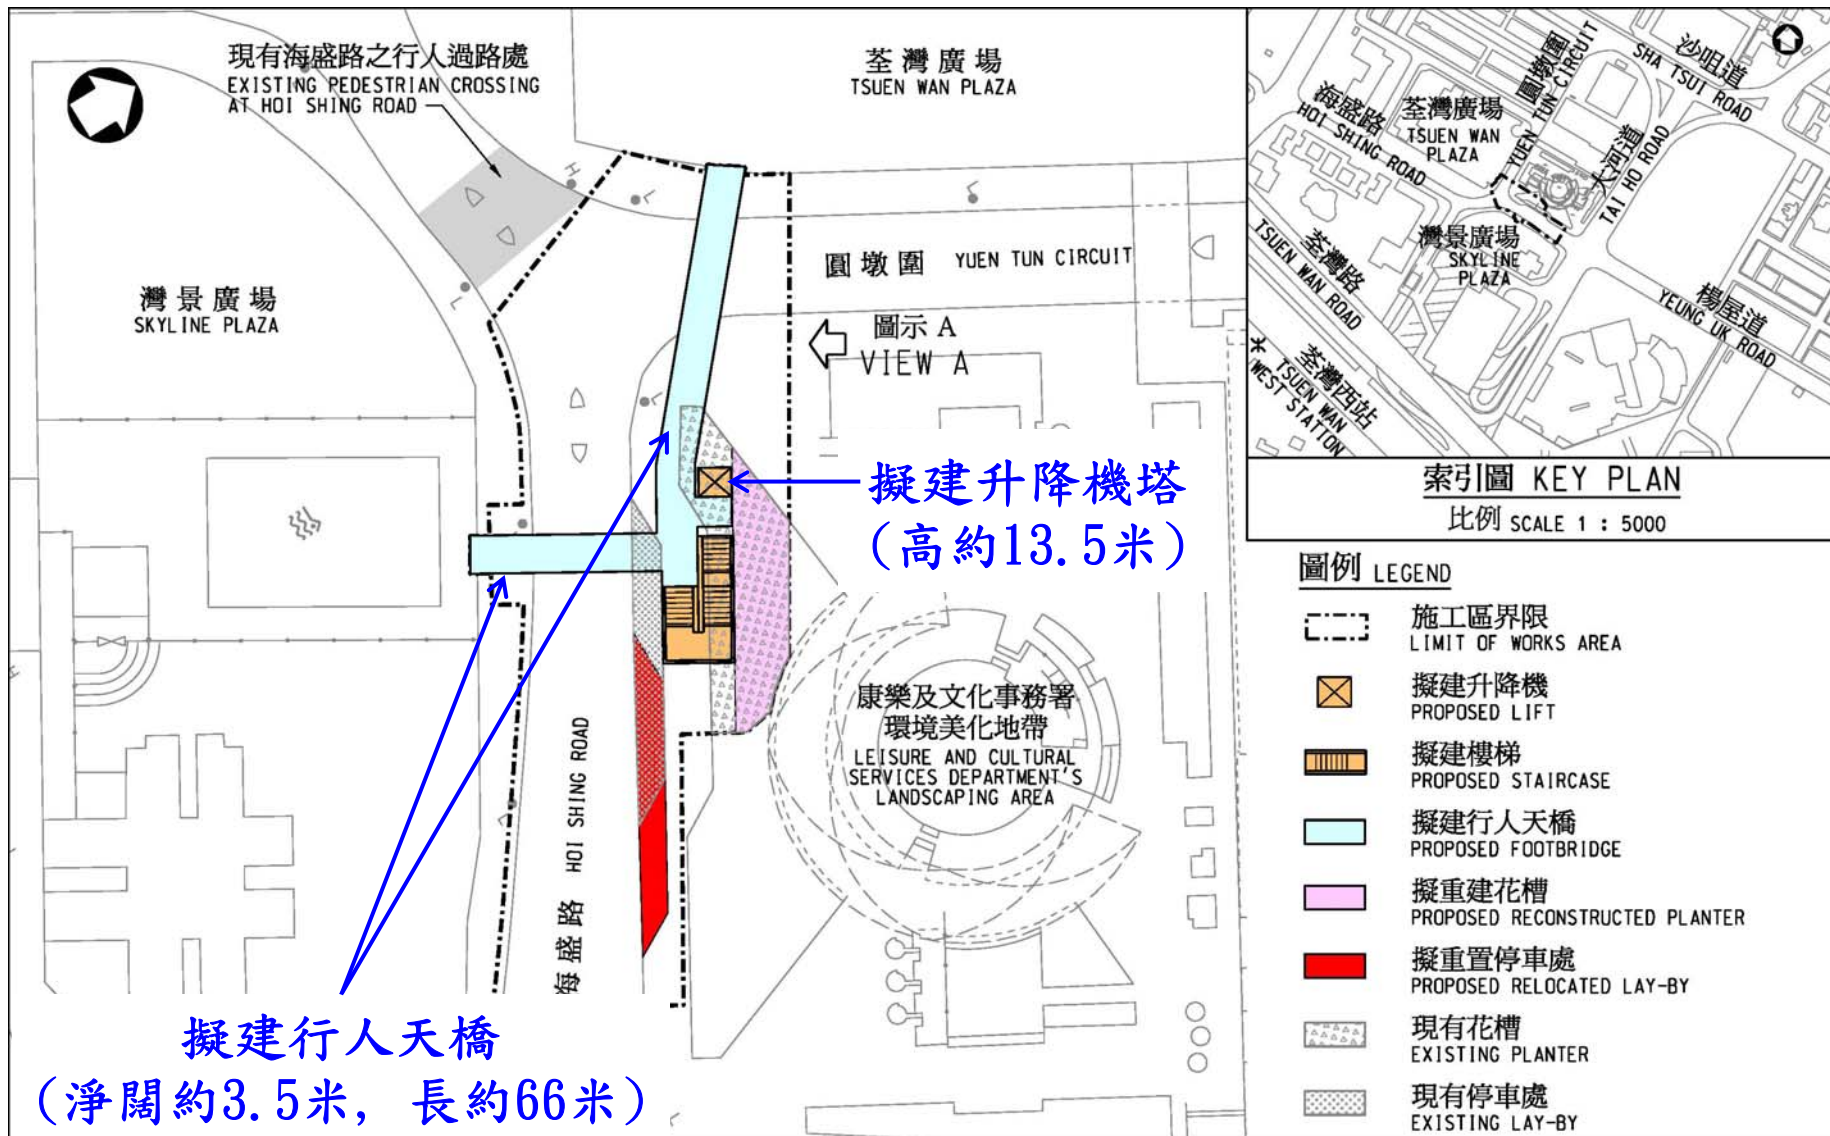 現有海盛路之行人過路處
EXISTING PEDESTRIAN CROSSING
AT HOI SHING ROAD
荃灣廣場
TSUEN WAN PLAZA
灣景廣場
SKYLINE PLAZA
圓墩圍 YUEN TUN CIRCUIT
圖示 A
VIEW A
擬建升降機塔
(高約13.5米)
康樂及文化事務署
環境美化地帶
LEISURE AND CULTURAL
SERVICES DEPARTMENT'S
LANDSCAPING AREA
海盛路 HOI SHING ROAD
擬建行人天橋
(淨闊約3.5米, 長約66米)
H
L
L
L
L
H
沙咀道
SHA TSUI ROAD
圓墩圍
YUEN TUN CIRCUIT
海盛路
HOI SHING ROAD
荃灣廣場
TSUEN WAN
PLAZA
YUEN TUN CIRCUIT
大河道
TAI HO ROAD
灣景廣場
SKYLINE
PLAZA
荃灣路
TSUEN WAN ROAD
楊屋道
YEUNG UK ROAD
荃灣西站
TSUEN WAN
WEST STATION
索引圖 KEY PLAN
比例 SCALE 1 : 5000
圖例 LEGEND
施工區界限
LIMIT OF WORKS AREA
擬建升降機
PROPOSED LIFT
擬建樓梯
PROPOSED STAIRCASE
擬建行人天橋
PROPOSED FOOTBRIDGE
擬重建花槽
PROPOSED RECONSTRUCTED PLANTER
擬重置停車處
PROPOSED RELOCATED LAY-BY
現有花槽
EXISTING PLANTER
現有停車處
EXISTING LAY-BY